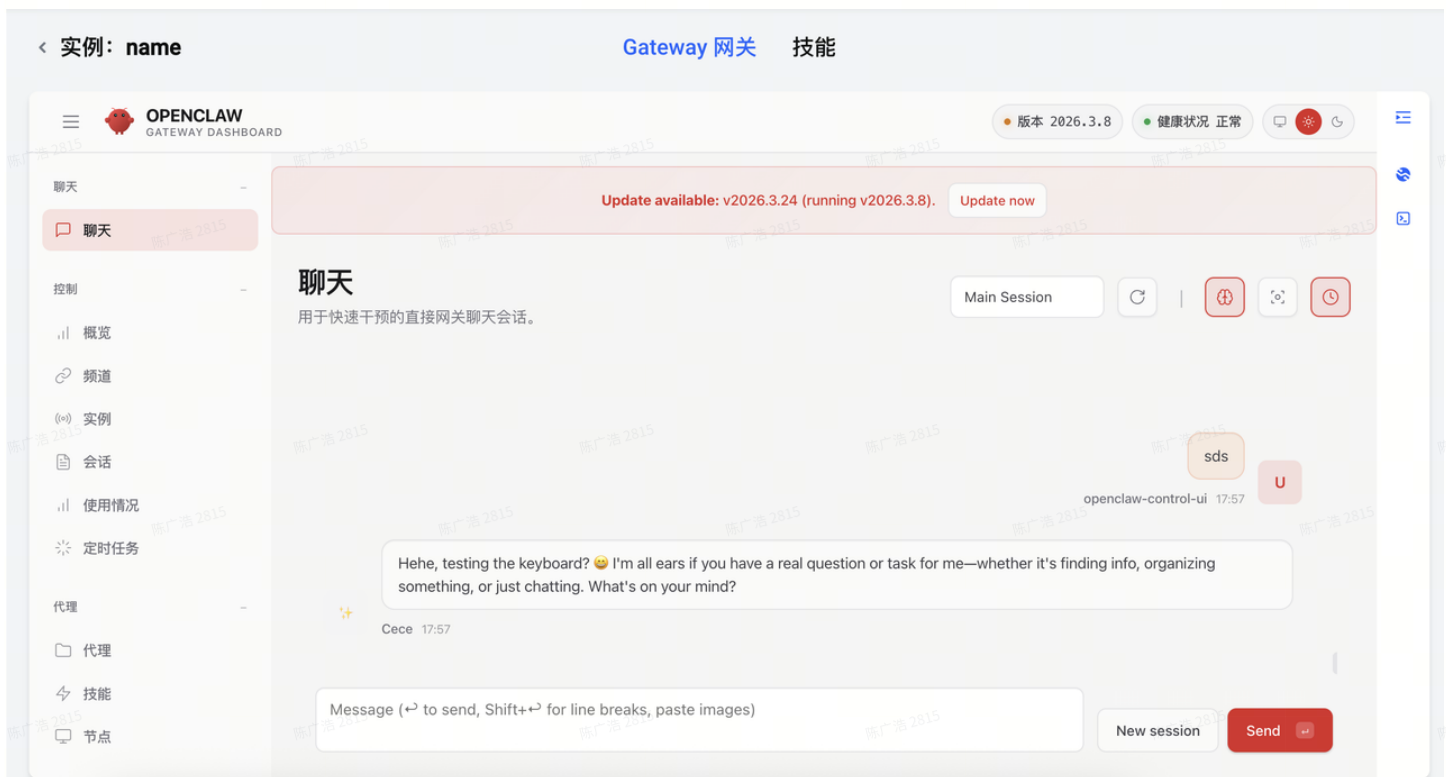 实例：name
Gateway 网关
技能
OPENCLAW
GATEWAY DASHBOARD
版本 2026.3.8
健康状况 正常
聊天
聊天
控制
概览
频道
实例
会话
使用情况
定时任务
代理
代理
技能
节点
Update available: v2026.3.24 (running v2026.3.8).
Update now
聊天
用于快速干预的直接网关聊天会话。
Main Session
sds
U
openclaw-control-ui 17:57
Hehe, testing the keyboard? 😀 I'm all ears if you have a real question or task for me—whether it's finding info, organizing
something, or just chatting. What's on your mind?
Cece 17:57
Message (↩ to send, Shift+↩ for line breaks, paste images)
New session
Send ↵
陈广浩 2815